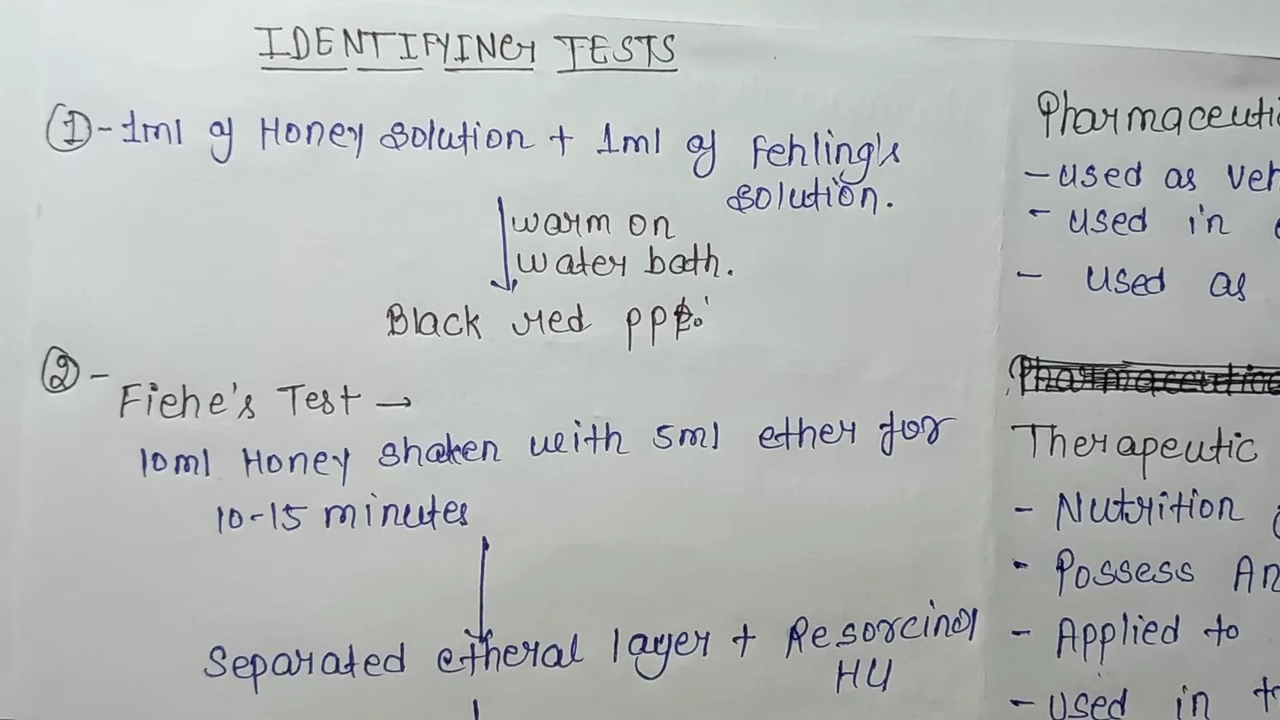 IDENTIFYING TESTS
① - 1ml of Honey solution + 1ml of Fehling's
solution.
warm on
water bath.
Black red ppt.
② -
Fiehe's Test →
10ml Honey shaken with 5ml ether for
10-15 minutes
Separated etheral layer + Resorcinol
HCl
Pharmaceuti
- used as veh
- used in
- used as
Therapeutic
- Nutrition
- Possess An
- Applied to
- used in